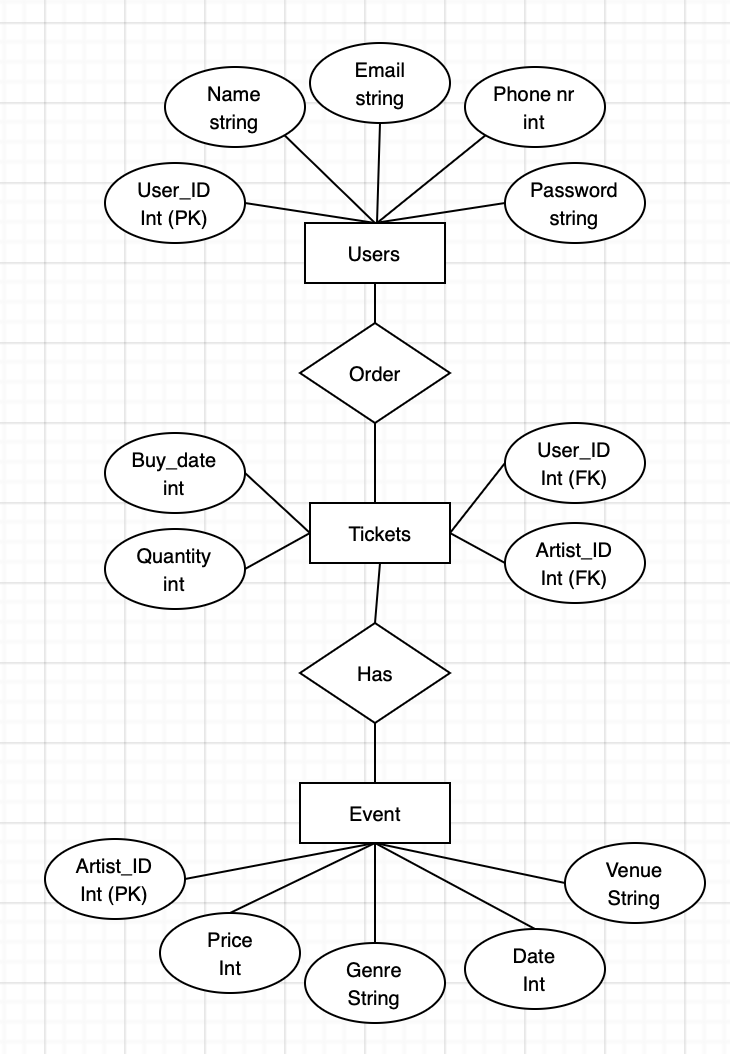 Email
string
Name
string
Phone nr
int
User_ID
Int (PK)
Password
string
Users
Order
Buy_date
int
User_ID
Int (FK)
Tickets
Quantity
int
Artist_ID
Int (FK)
Has
Event
Artist_ID
Int (PK)
Venue
String
Price
Int
Genre
String
Date
Int